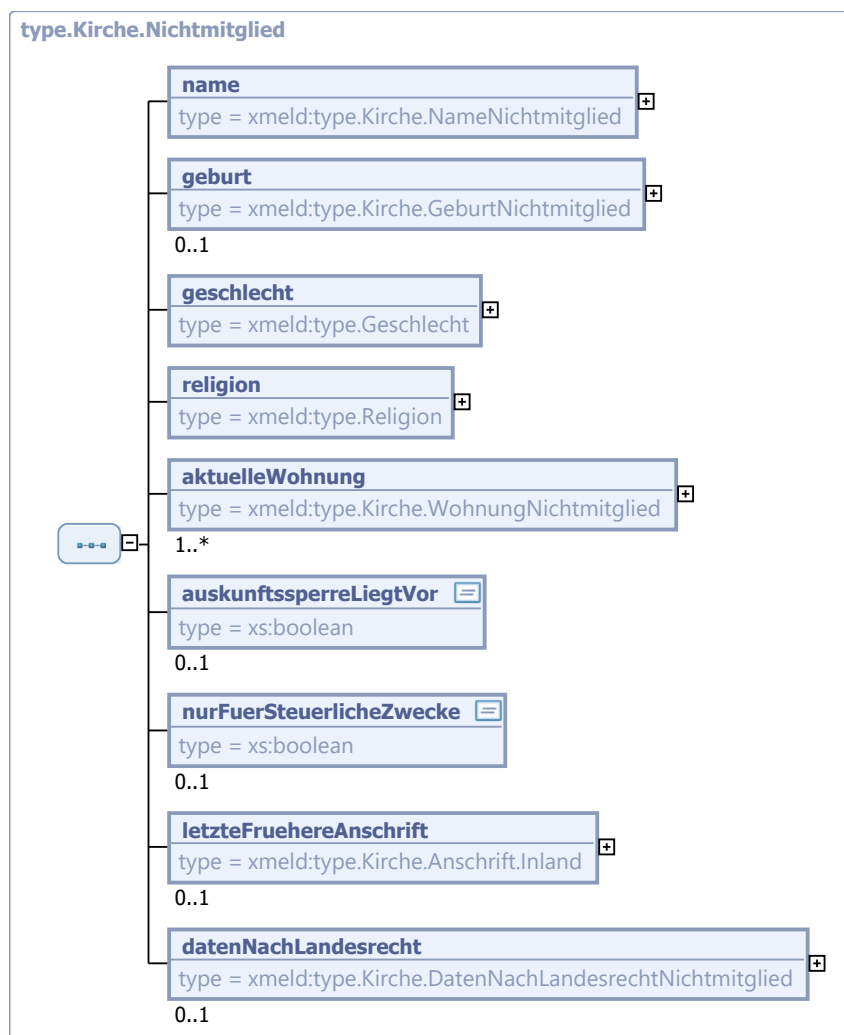 type.Kirche.Nichtmitglied
name
type = xmeld:type.Kirche.NameNichtmitglied
geburt
type = xmeld:type.Kirche.GeburtNichtmitglied
0..1
geschlecht
type = xmeld:type.Geschlecht
religion
type = xmeld:type.Religion
aktuelleWohnung
type = xmeld:type.Kirche.WohnungNichtmitglied
1..*
auskunftssperreLiegtVor
type = xs:boolean
0..1
nurFuerSteuerlicheZwecke
type = xs:boolean
0..1
letzteFruehereAnschrift
type = xmeld:type.Kirche.Anschrift.Inland
0..1
datenNachLandesrecht
type = xmeld:type.Kirche.DatenNachLandesrechtNichtmitglied
0..1